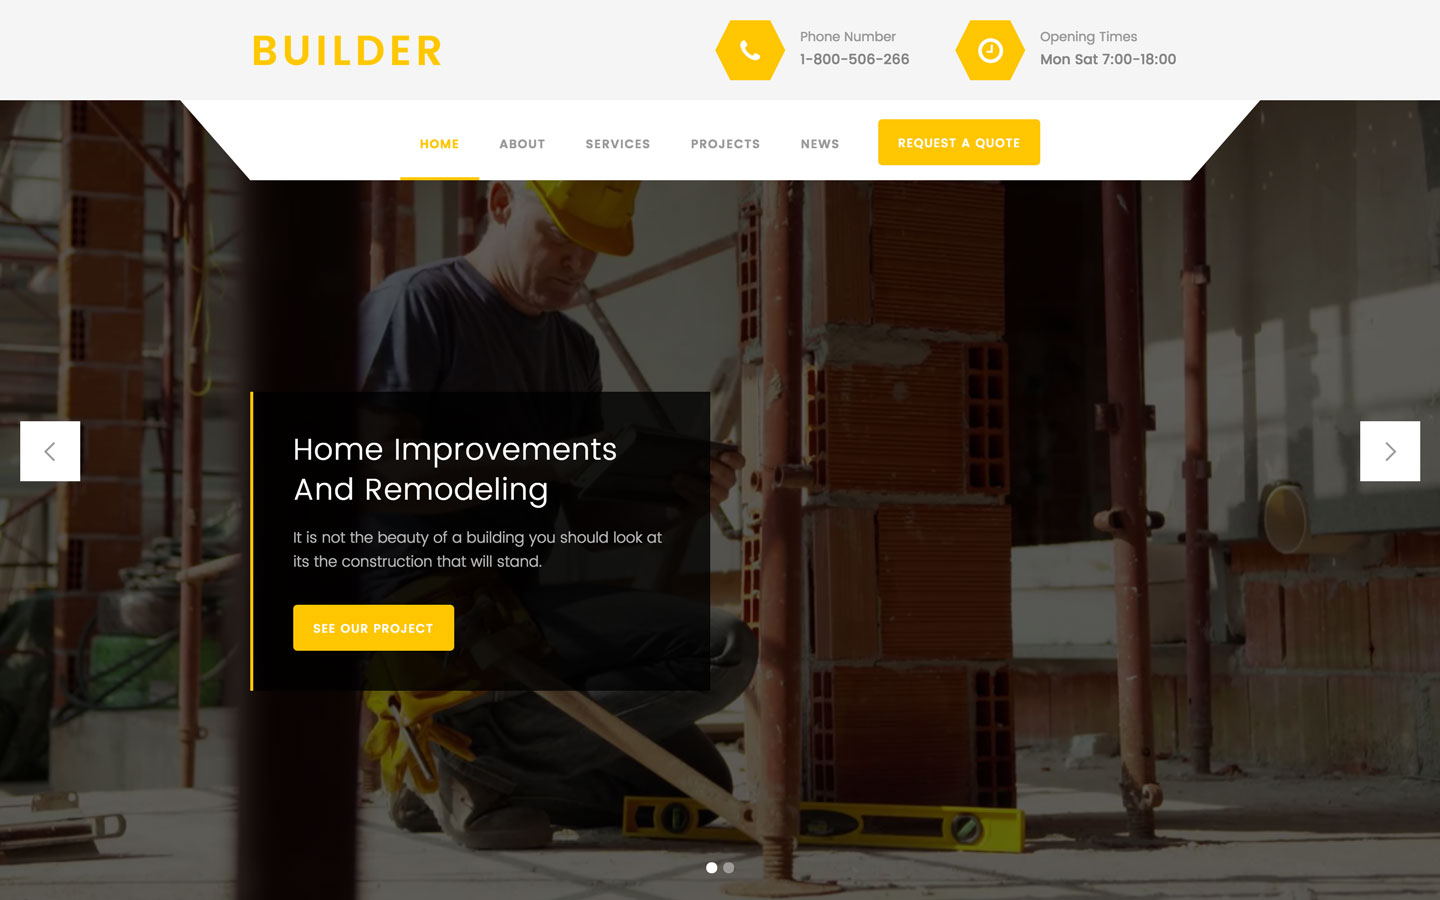 BUILDER
Phone Number
1-800-506-266
Opening Times
Mon Sat 7:00-18:00
HOME
ABOUT
SERVICES
PROJECTS
NEWS
REQUEST A QUOTE
Home Improvements
And Remodeling
It is not the beauty of a building you should look at
its the construction that will stand.
SEE OUR PROJECT